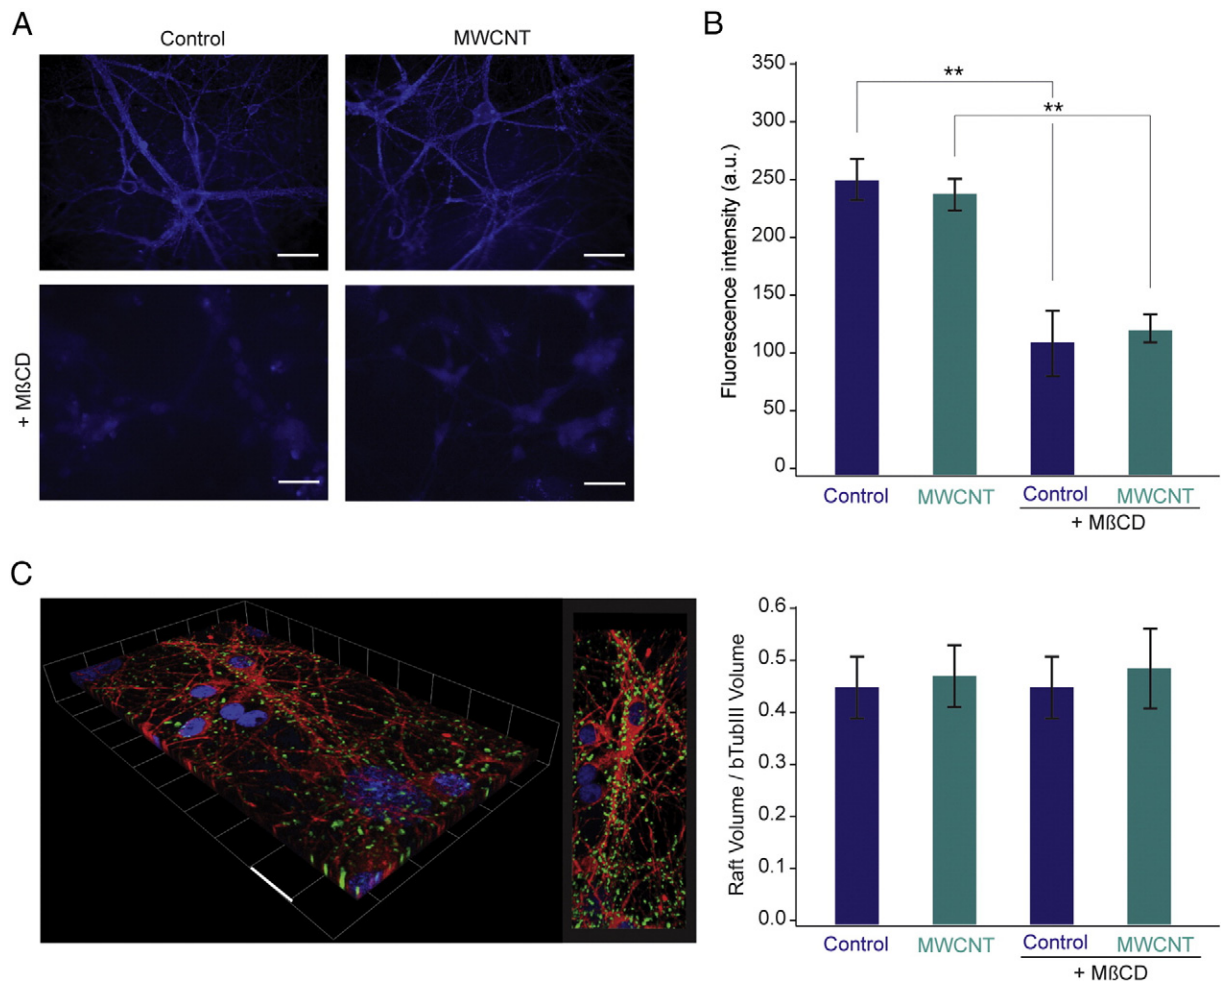 A
Control
MWCNT
+ MßCD
B
Fluorescence intensity (a.u.)
350
300
250
200
150
100
50
0
**
**
Control
MWCNT
Control
MWCNT
+ MßCD
C
Raft Volume / bTubIII Volume
0.6
0.5
0.4
0.3
0.2
0.1
0.0
Control
MWCNT
Control
MWCNT
+ MßCD